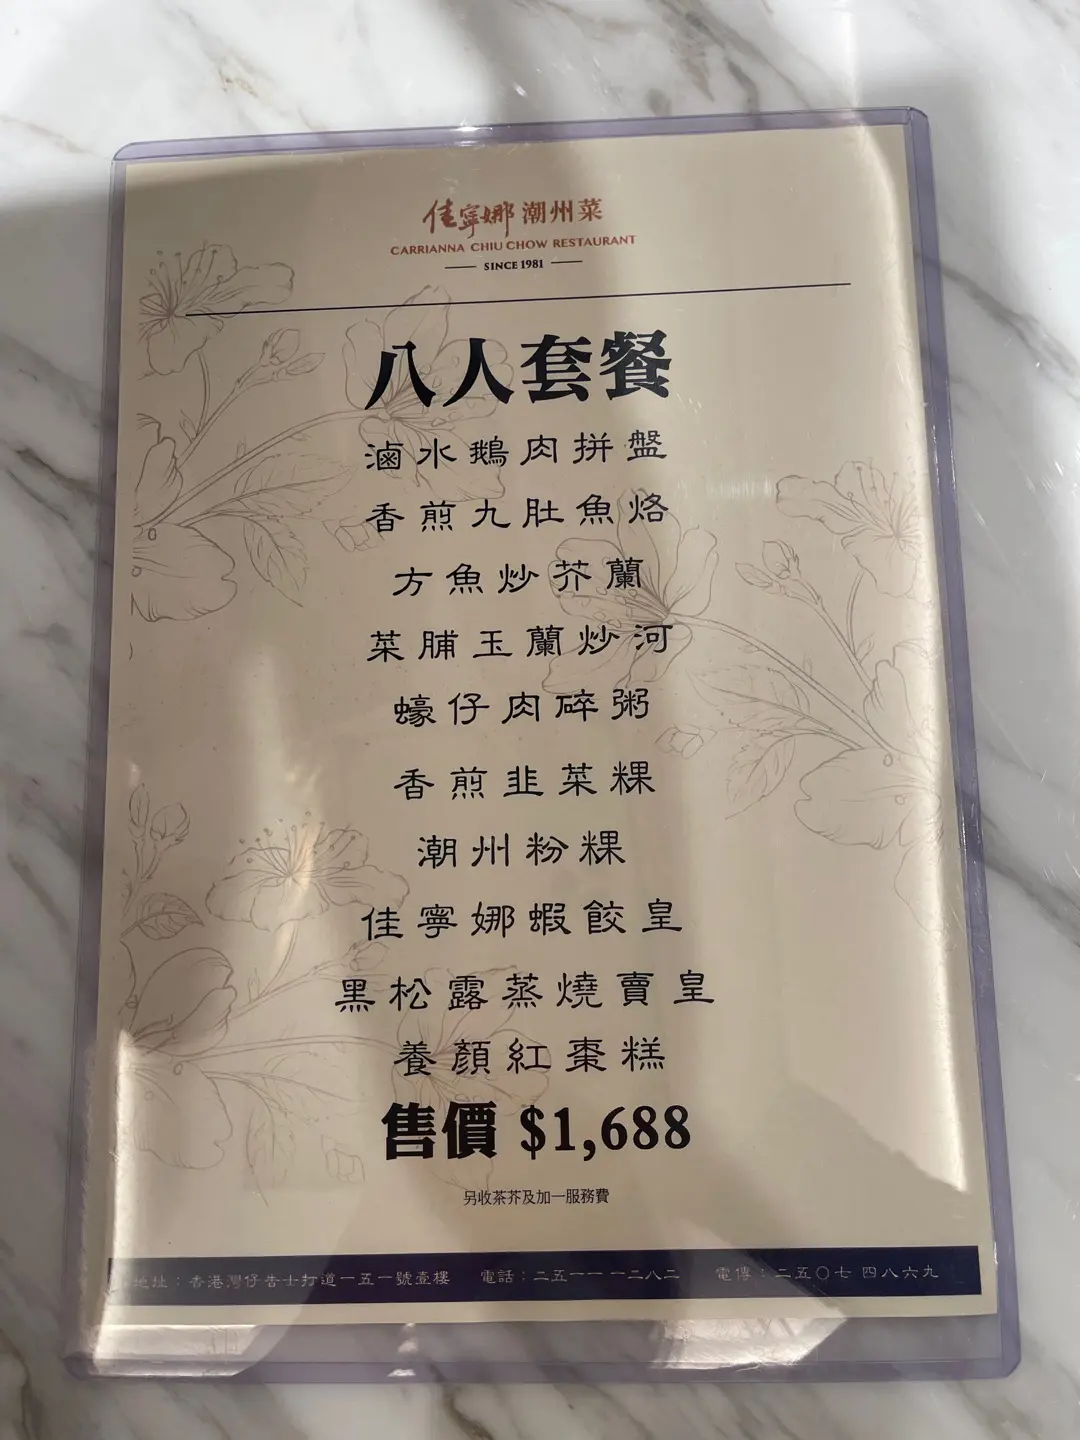 佳寧娜 潮州菜
CARRIANNA CHIU CHOW RESTAURANT
SINCE 1981
八人套餐
滷水鵝肉拼盤
香煎九肚魚烙
方魚炒芥蘭
菜脯玉蘭炒河
蠔仔肉碎粥
香煎韭菜粿
潮州粉粿
佳寧娜蝦餃皇
黑松露蒸燒賣皇
養顏紅棗糕
售價 $1,688
另收茶芥及加一服務費
地址：香港灣仔告士打道一五一號壹樓 電話：二五一一 一二八二 電傳：二五〇七 四八六九